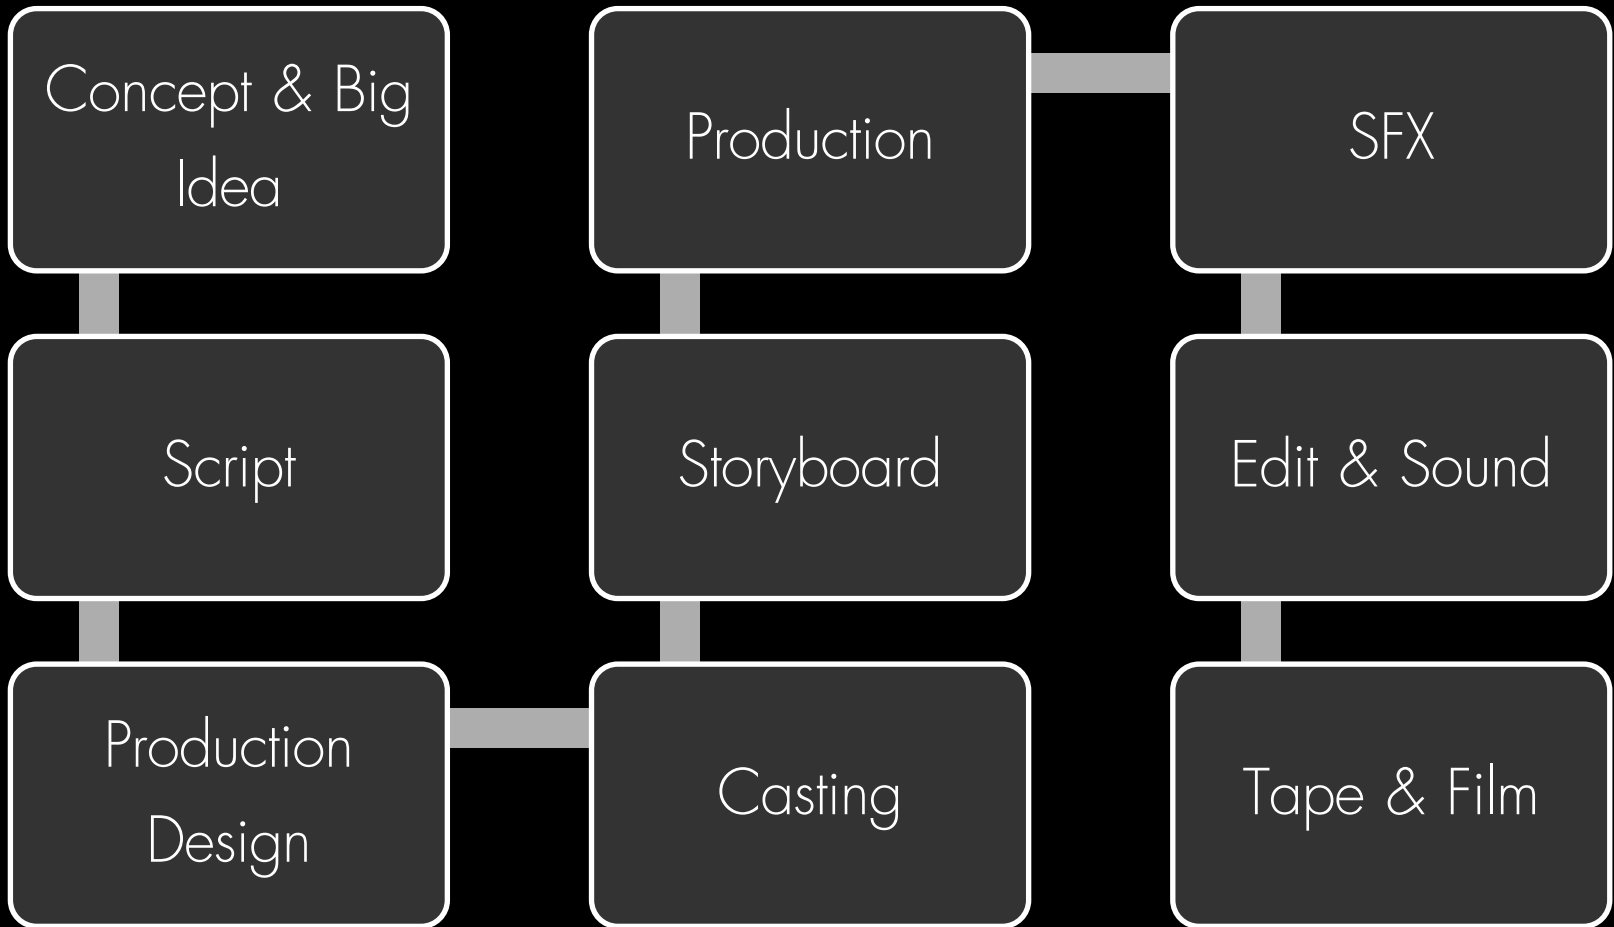 Concept & Big
Idea
Script
Production
Design
Casting
Storyboard
Production
SFX
Edit & Sound
Tape & Film